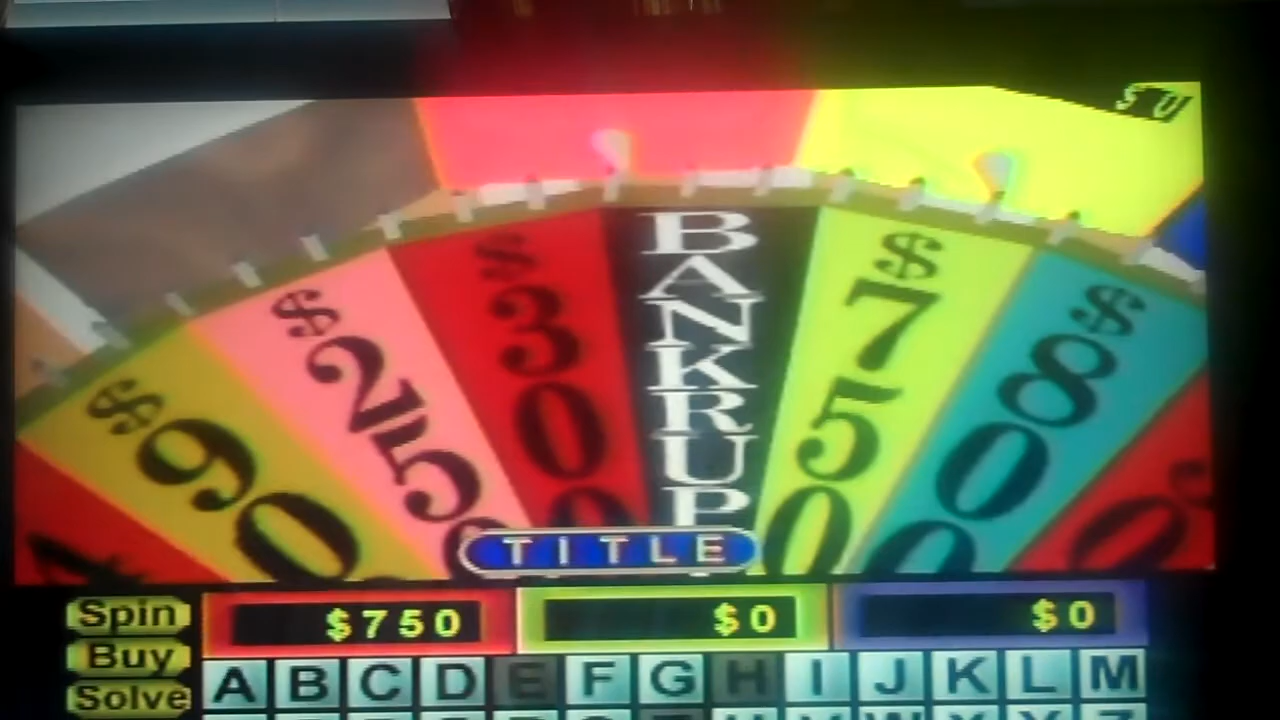 $900
$250
$300
BANKRUP
$750
$800
TITLE
Spin
Buy
Solve
$750
$0
$0
A B C D E F G H I J K L M